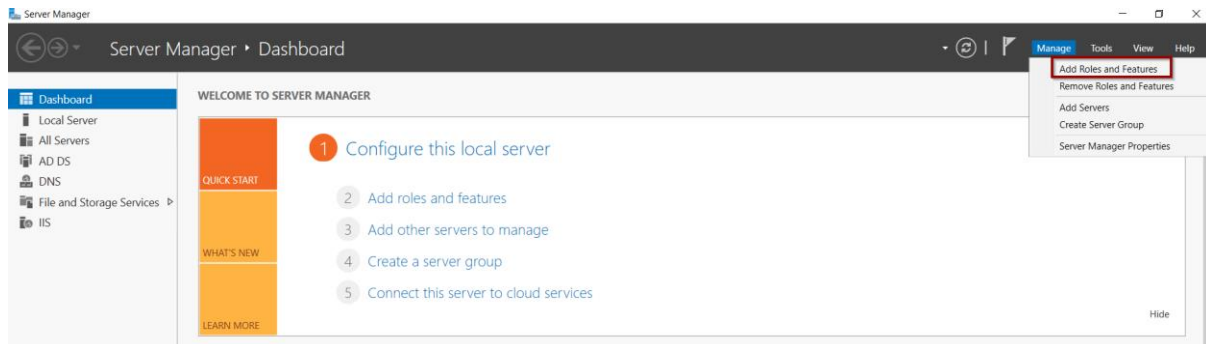 Server Manager
Server Manager • Dashboard
Manage Tools View Help
Add Roles and Features
Remove Roles and Features
Add Servers
Create Server Group
Server Manager Properties
Dashboard
Local Server
All Servers
AD DS
DNS
File and Storage Services
IIS
WELCOME TO SERVER MANAGER
QUICK START
WHAT'S NEW
LEARN MORE
1 Configure this local server
2 Add roles and features
3 Add other servers to manage
4 Create a server group
5 Connect this server to cloud services
Hide